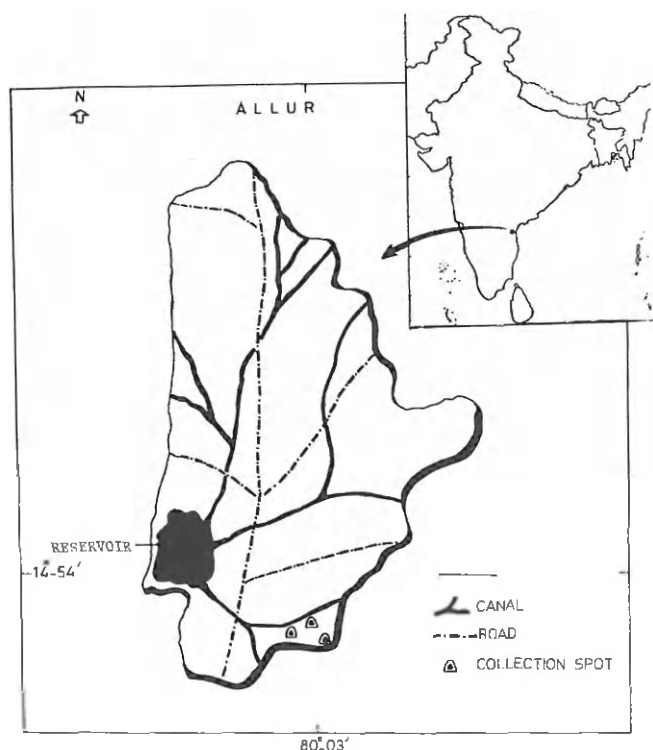 N
ALLUR
RESERVOIR
14-54'
CANAL
ROAD
COLLECTION SPOT
80°03'